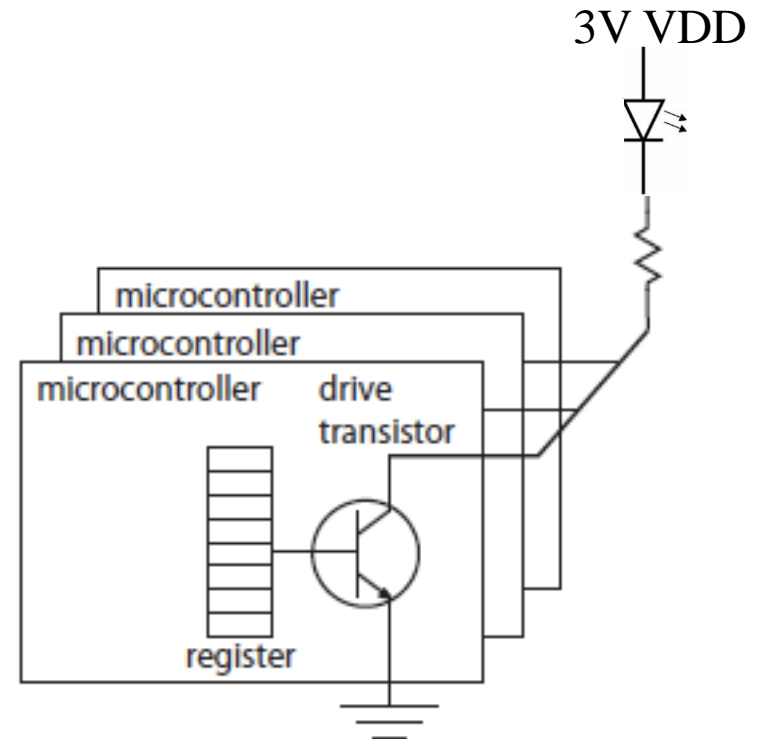 3V VDD
microcontroller
microcontroller
microcontroller
drive
transistor
register